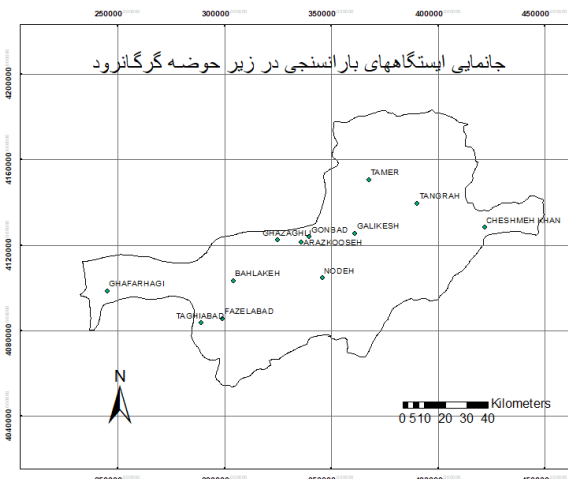 250000 300000 350000 400000 450000
جانمایی ایستگاههای بارانسنجی در زیر حوضه گرگانرود
4200000
4160000
4120000
4080000
4040000
TAMER
TANGRAH
CHESHMEH KHAN
GALIKESH
GONBAD
GHAZAGHLI
ARAZKOOSEH
NODEH
BAHLAKEH
GHAFARHAGI
FAZELABAD
TAGHIABAD
N
Kilometers
0 5 10 20 30 40